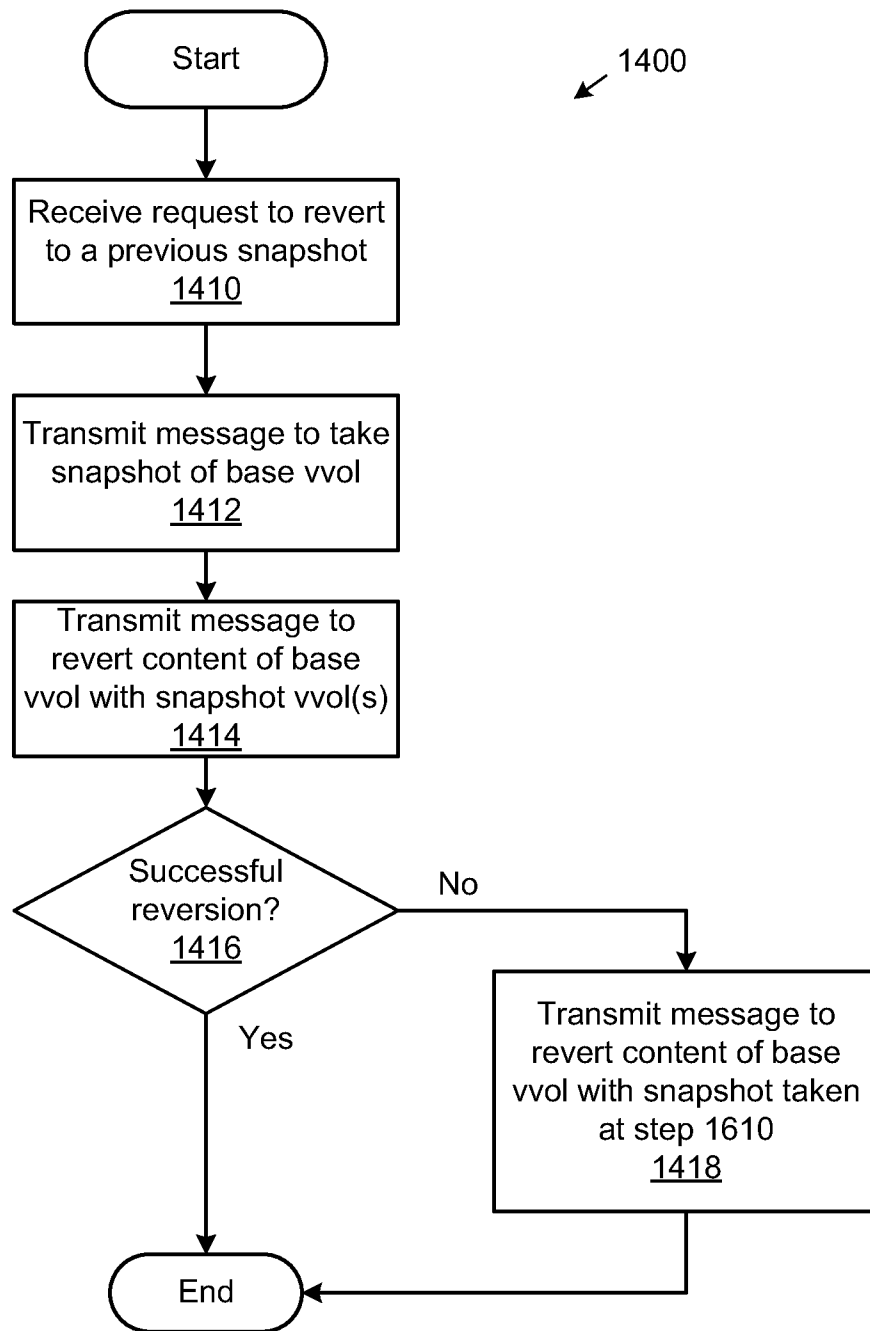 Start
1400
Receive request to revert
to a previous snapshot
1410
Transmit message to take
snapshot of base vvol
1412
Transmit message to
revert content of base
vvol with snapshot vvol(s)
1414
Successful
reversion?
1416
No
Yes
Transmit message to
revert content of base
vvol with snapshot taken
at step 1610
1418
End